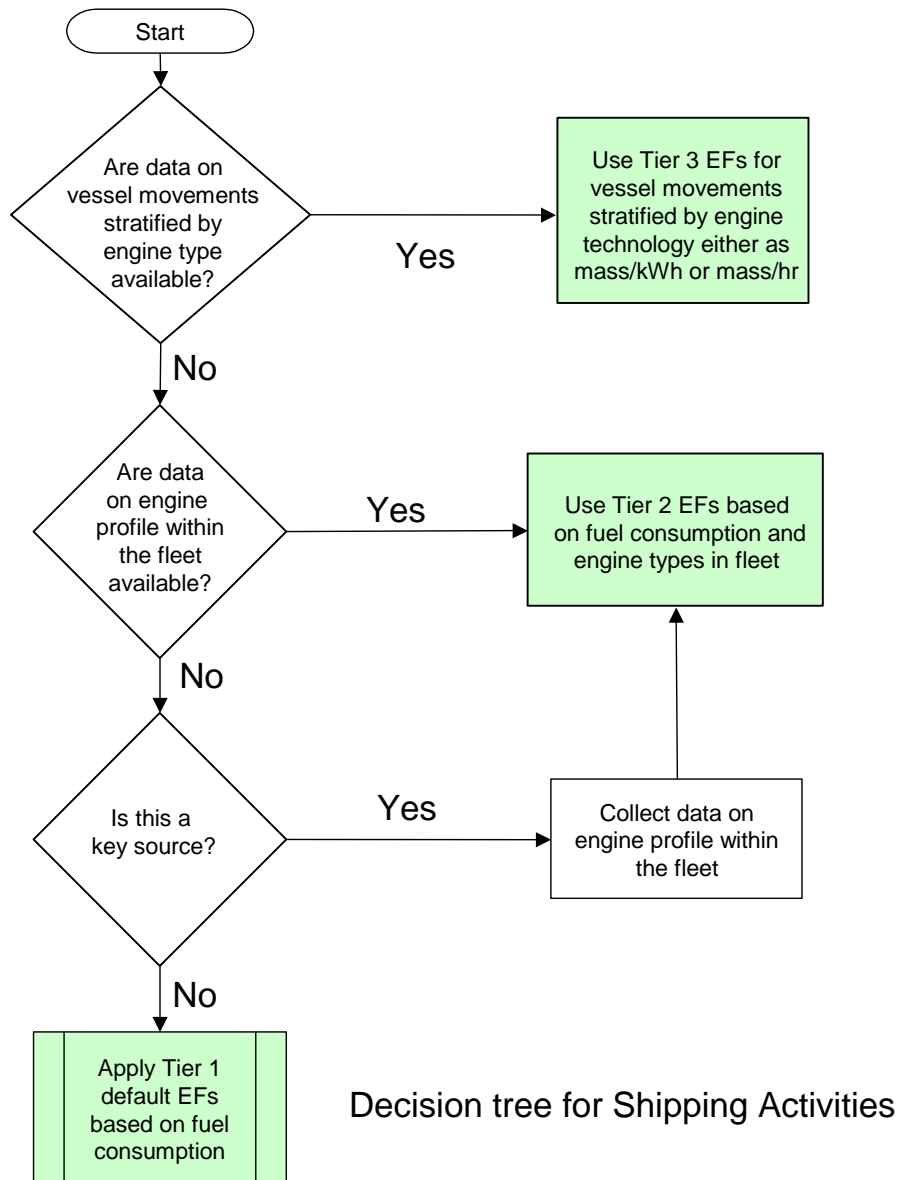 Start
Are data on
vessel movements
stratified by
engine type
available?
Yes
Use Tier 3 EFs for
vessel movements
stratified by engine
technology either as
mass/kWh or mass/hr
No
Are data
on engine
profile within
the fleet
available?
Yes
Use Tier 2 EFs based
on fuel consumption and
engine types in fleet
No
Is this a
key source?
Yes
Collect data on
engine profile within
the fleet
No
Apply Tier 1
default EFs
based on fuel
consumption
Decision tree for Shipping Activities